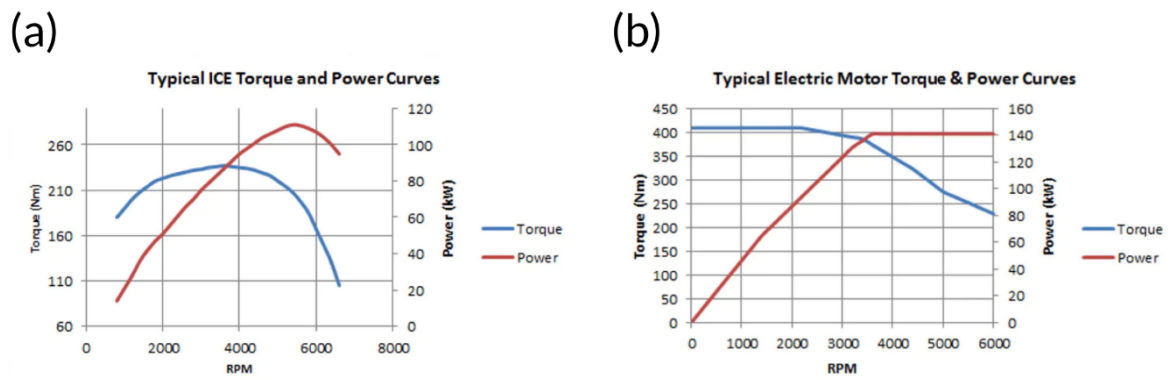 (a)
Typical ICE Torque and Power Curves
Torque (Nm)
260
210
160
110
60
120
100
80
60
40
20
0
Power (kW)
0 2000 4000 6000 8000
RPM
Torque
Power
(b)
Typical Electric Motor Torque & Power Curves
Torque (Nm)
450
400
350
300
250
200
150
100
50
0
160
140
120
100
80
60
40
20
0
Power (kW)
0 1000 2000 3000 4000 5000 6000
RPM
Torque
Power